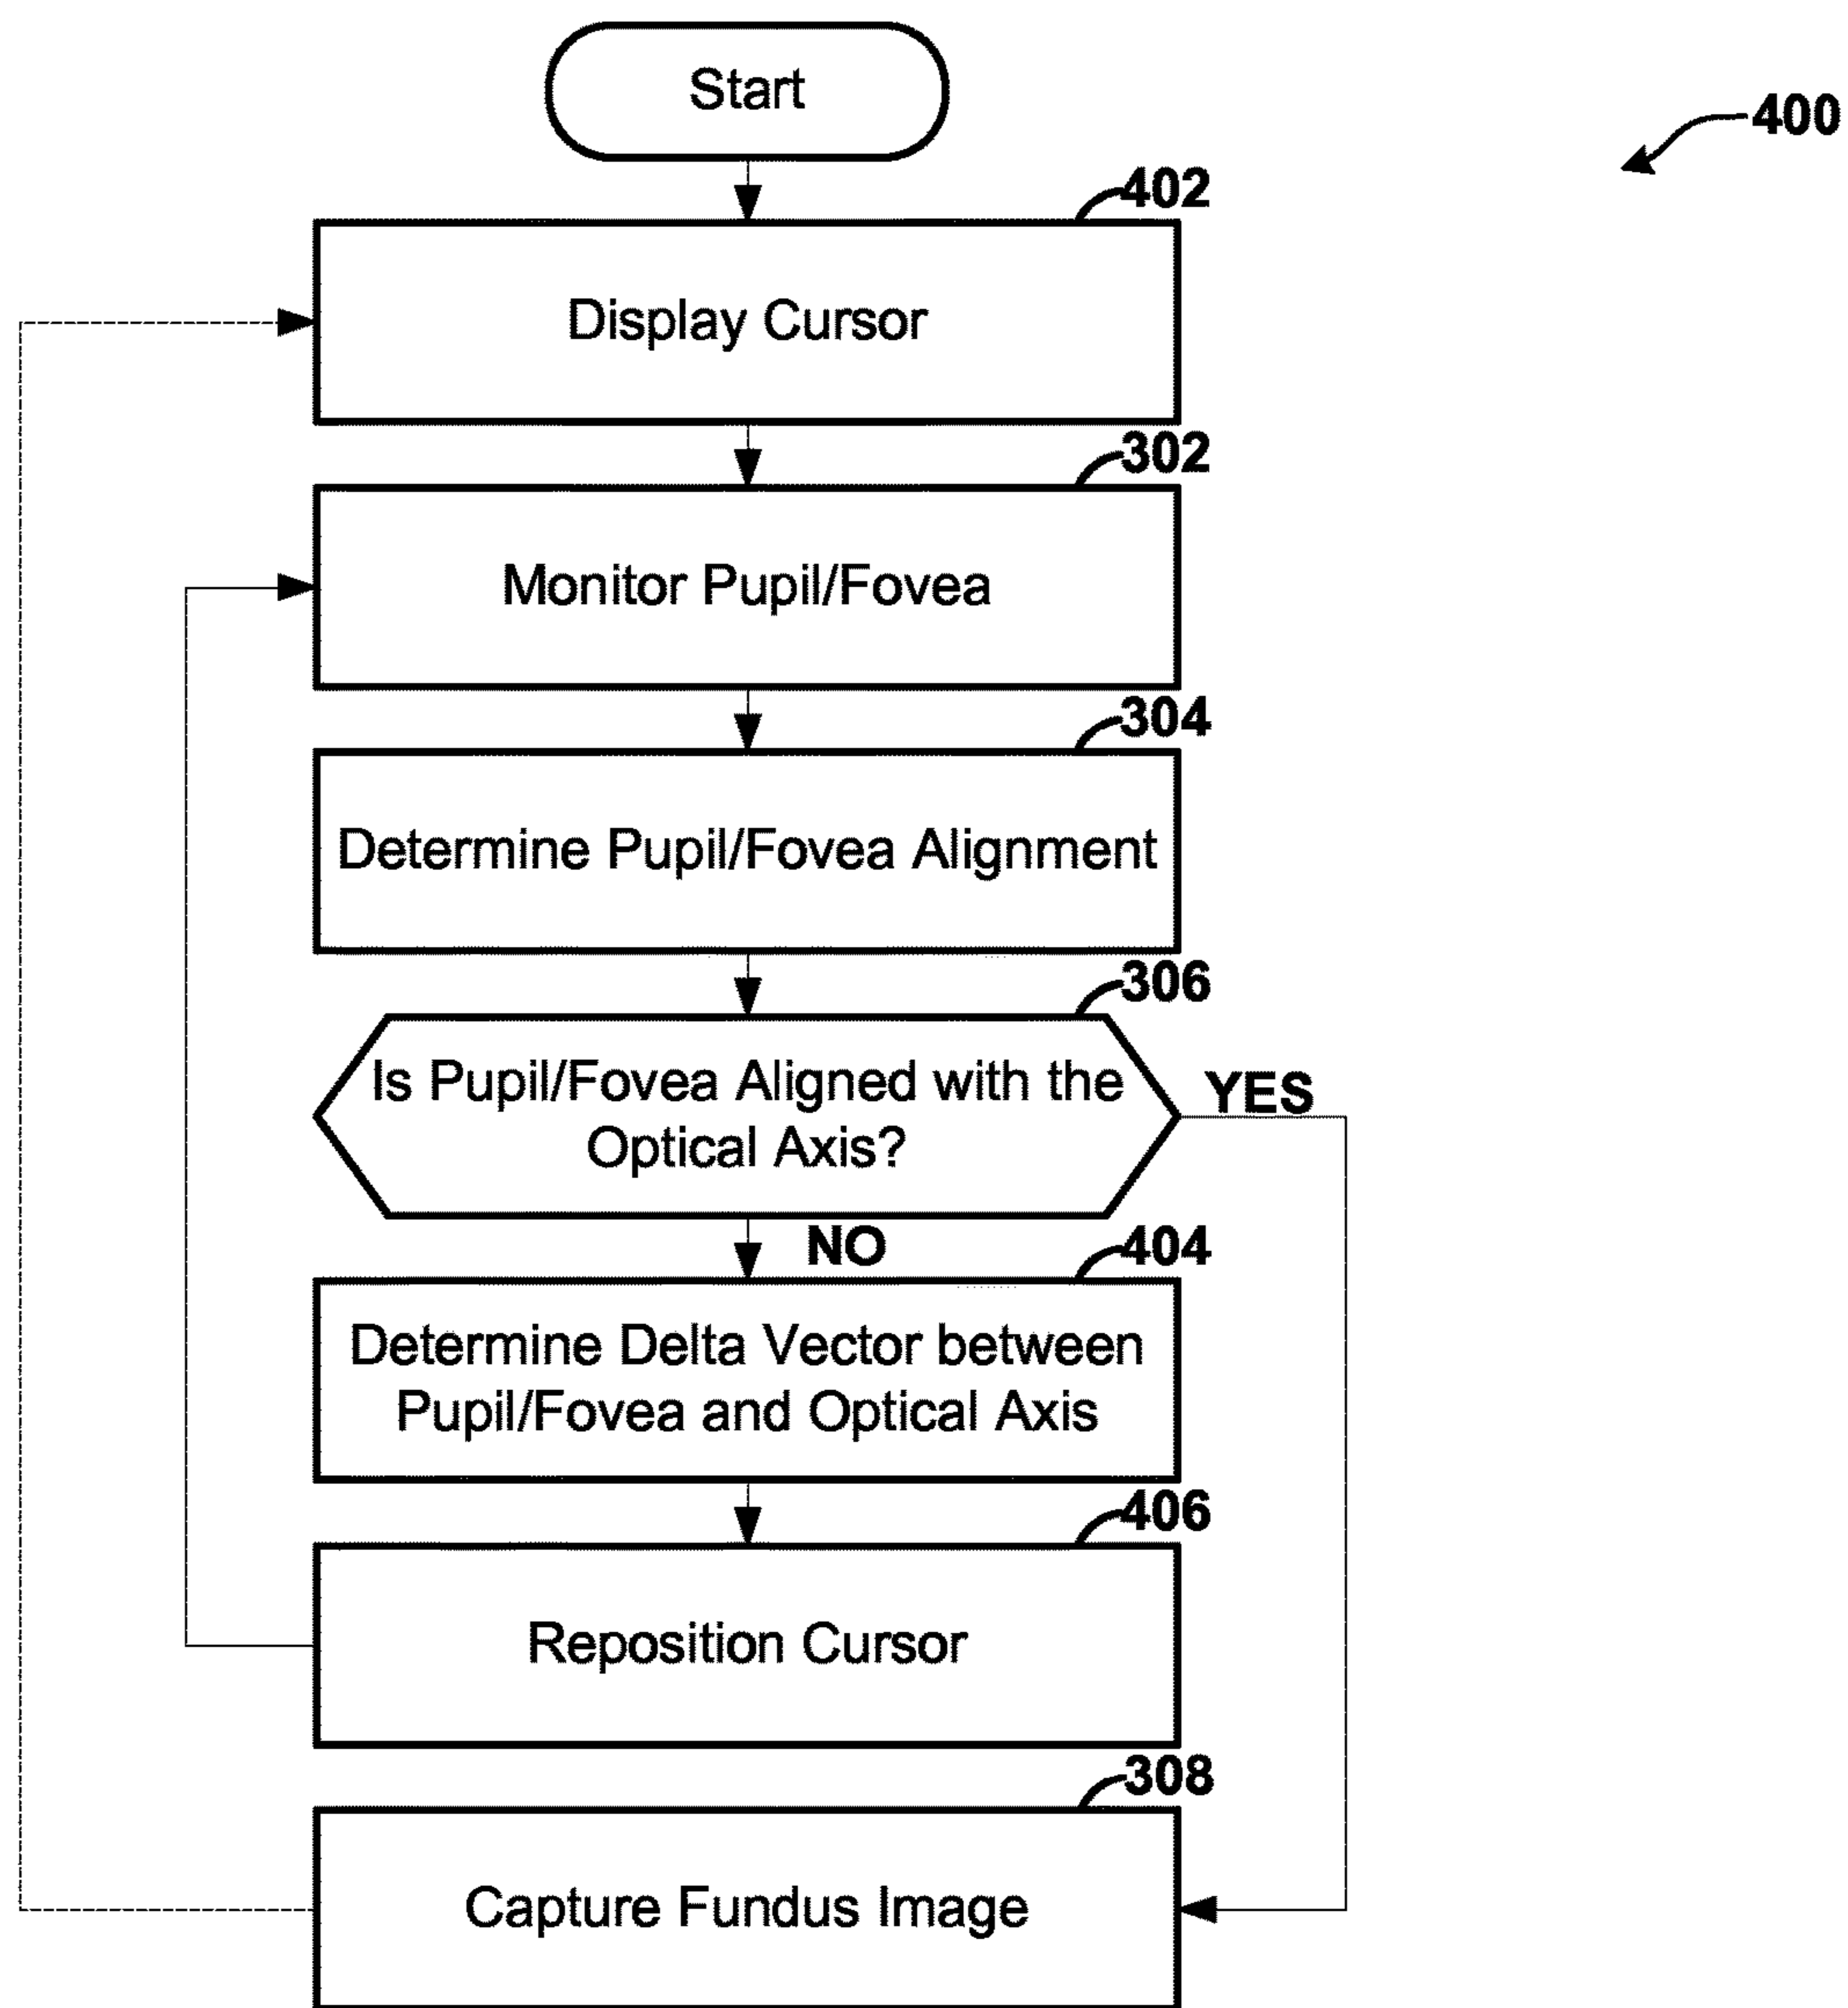 Start
400
402
Display Cursor
302
Monitor Pupil/Fovea
304
Determine Pupil/Fovea Alignment
306
Is Pupil/Fovea Aligned with the
Optical Axis?
YES
NO
404
Determine Delta Vector between
Pupil/Fovea and Optical Axis
406
Reposition Cursor
308
Capture Fundus Image